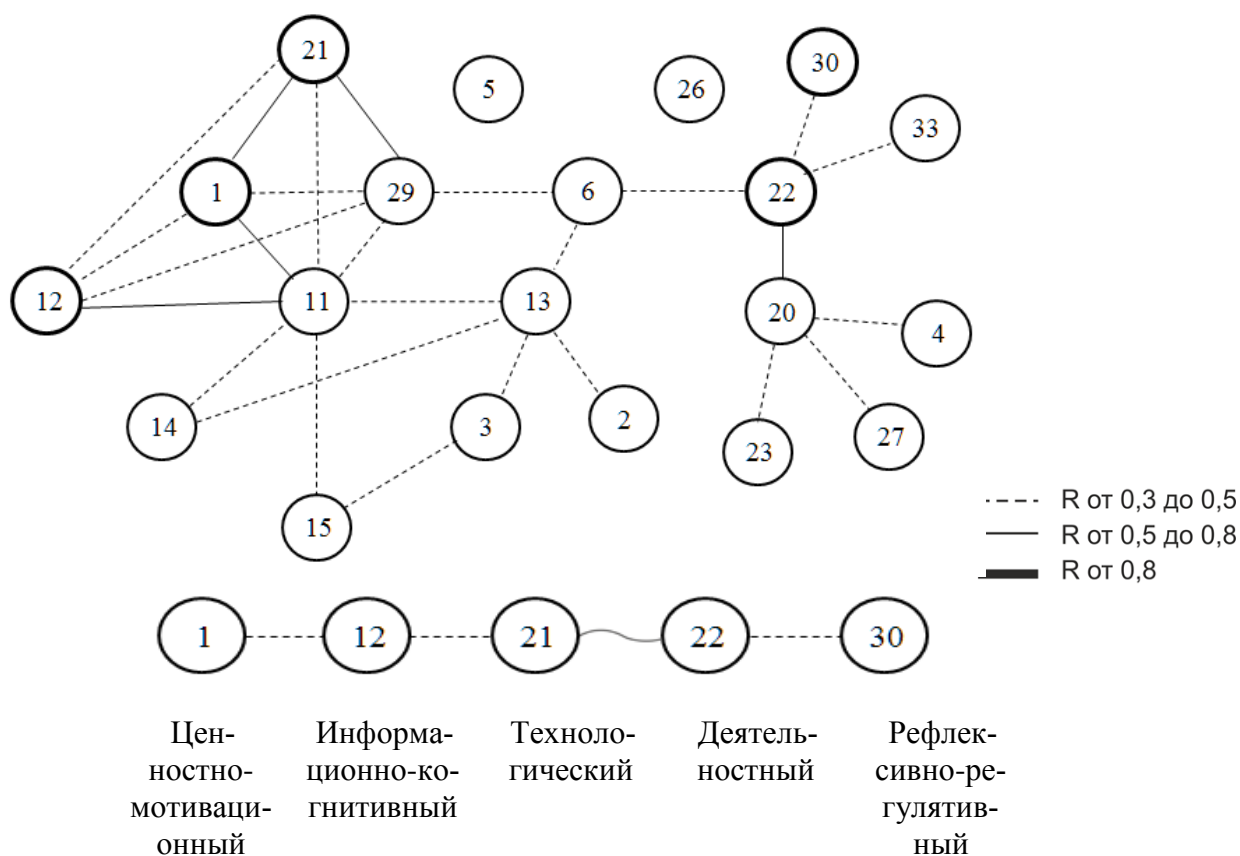 21
5
26
30
33
1
29
6
22
12
11
13
20
4
14
3
2
23
27
15
R от 0,3 до 0,5
R от 0,5 до 0,8
R от 0,8
1 12 21 22 30
Цен-
ностно-
мотиваци-
онный
Информа-
ционно-ко-
гнитивный
Техноло-
гический
Деятель-
ностный
Рефлек-
сивно-ре-
гулятив-
ный